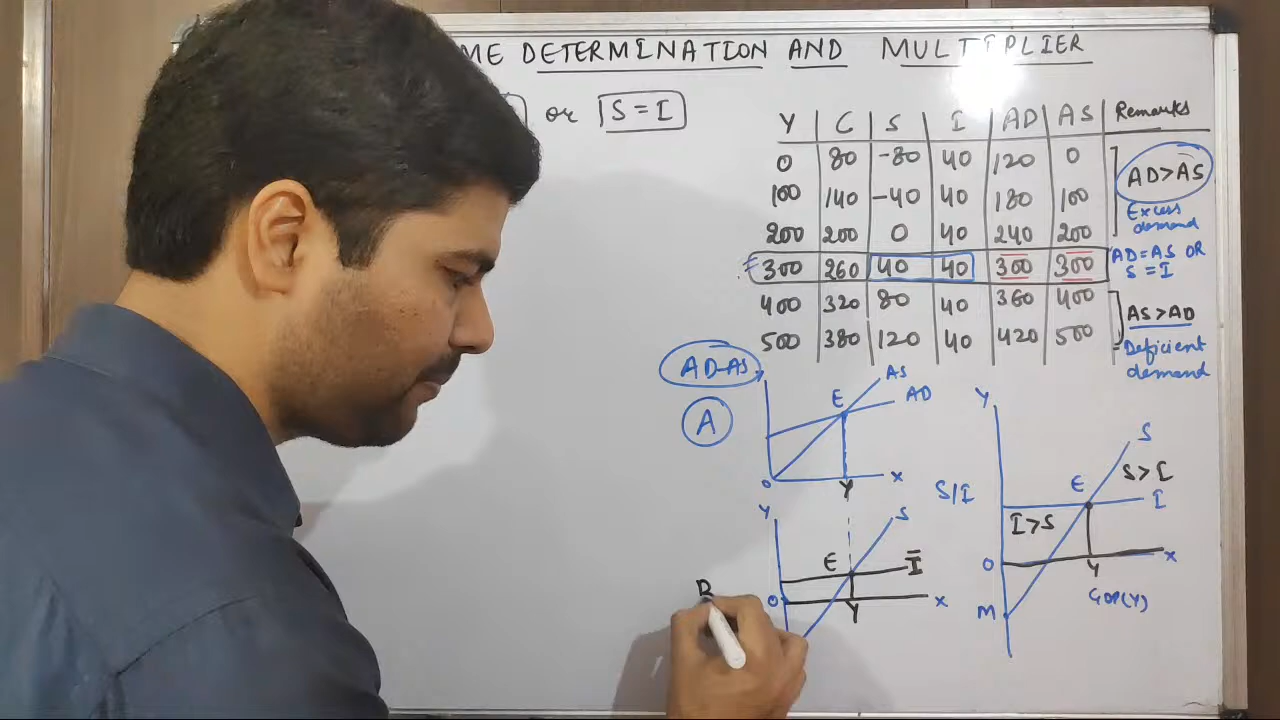 ME DETERMINATION AND MULTIPLIER
or S = I
Y C S I AD AS Remarks
0 80 -80 40 120 0
100 140 -40 40 180 100
200 200 0 40 240 200
300 260 40 40 300 300
400 320 80 40 360 400
500 380 120 40 420 500
AD>AS
Excess
demand
AD=AS OR
S = I
AS>AD
Deficient
demand
AD-AS
A
E AS
AD
O Y X
Y S
E I
O Y X
B
Y
S
S/I E S>I
I>S I
O Y X
M GDP(Y)